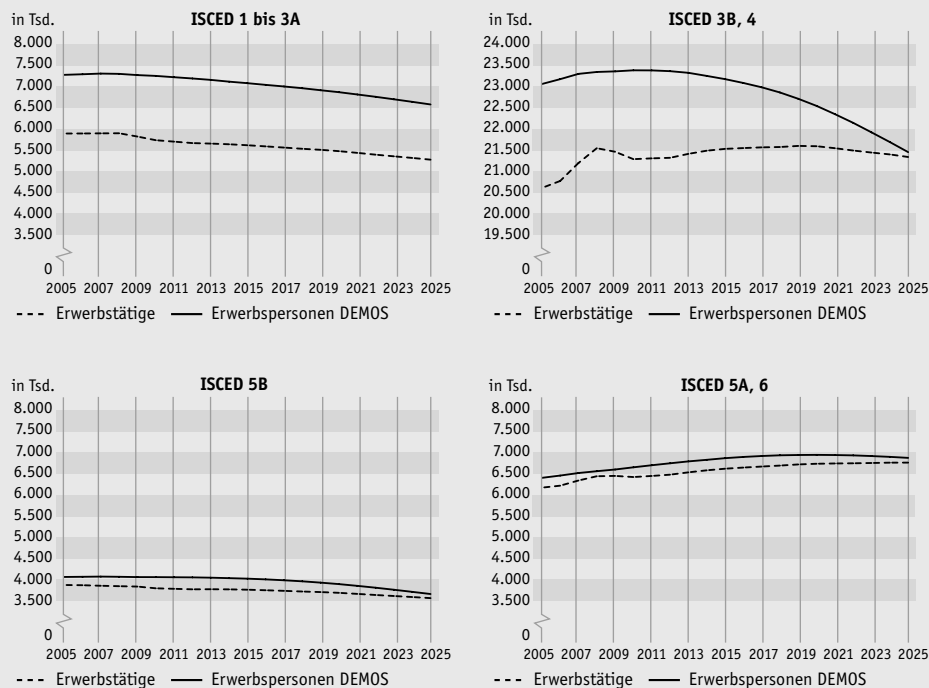 in Tsd.
ISCED 1 bis 3A
8.000
7.500
7.000
6.500
6.000
5.500
5.000
4.500
4.000
3.500
0
2005 2007 2009 2011 2013 2015 2017 2019 2021 2023 2025
Erwerbstätige Erwerbspersonen DEMOS
in Tsd.
ISCED 3B, 4
24.000
23.500
23.000
22.500
22.000
21.500
21.000
20.500
20.000
19.500
0
2005 2007 2009 2011 2013 2015 2017 2019 2021 2023 2025
Erwerbstätige Erwerbspersonen DEMOS
in Tsd.
ISCED 5B
8.000
7.500
7.000
6.500
6.000
5.500
5.000
4.500
4.000
3.500
0
2005 2007 2009 2011 2013 2015 2017 2019 2021 2023 2025
Erwerbstätige Erwerbspersonen DEMOS
in Tsd.
ISCED 5A, 6
8.000
7.500
7.000
6.500
6.000
5.500
5.000
4.500
4.000
3.500
0
2005 2007 2009 2011 2013 2015 2017 2019 2021 2023 2025
Erwerbstätige Erwerbspersonen DEMOS